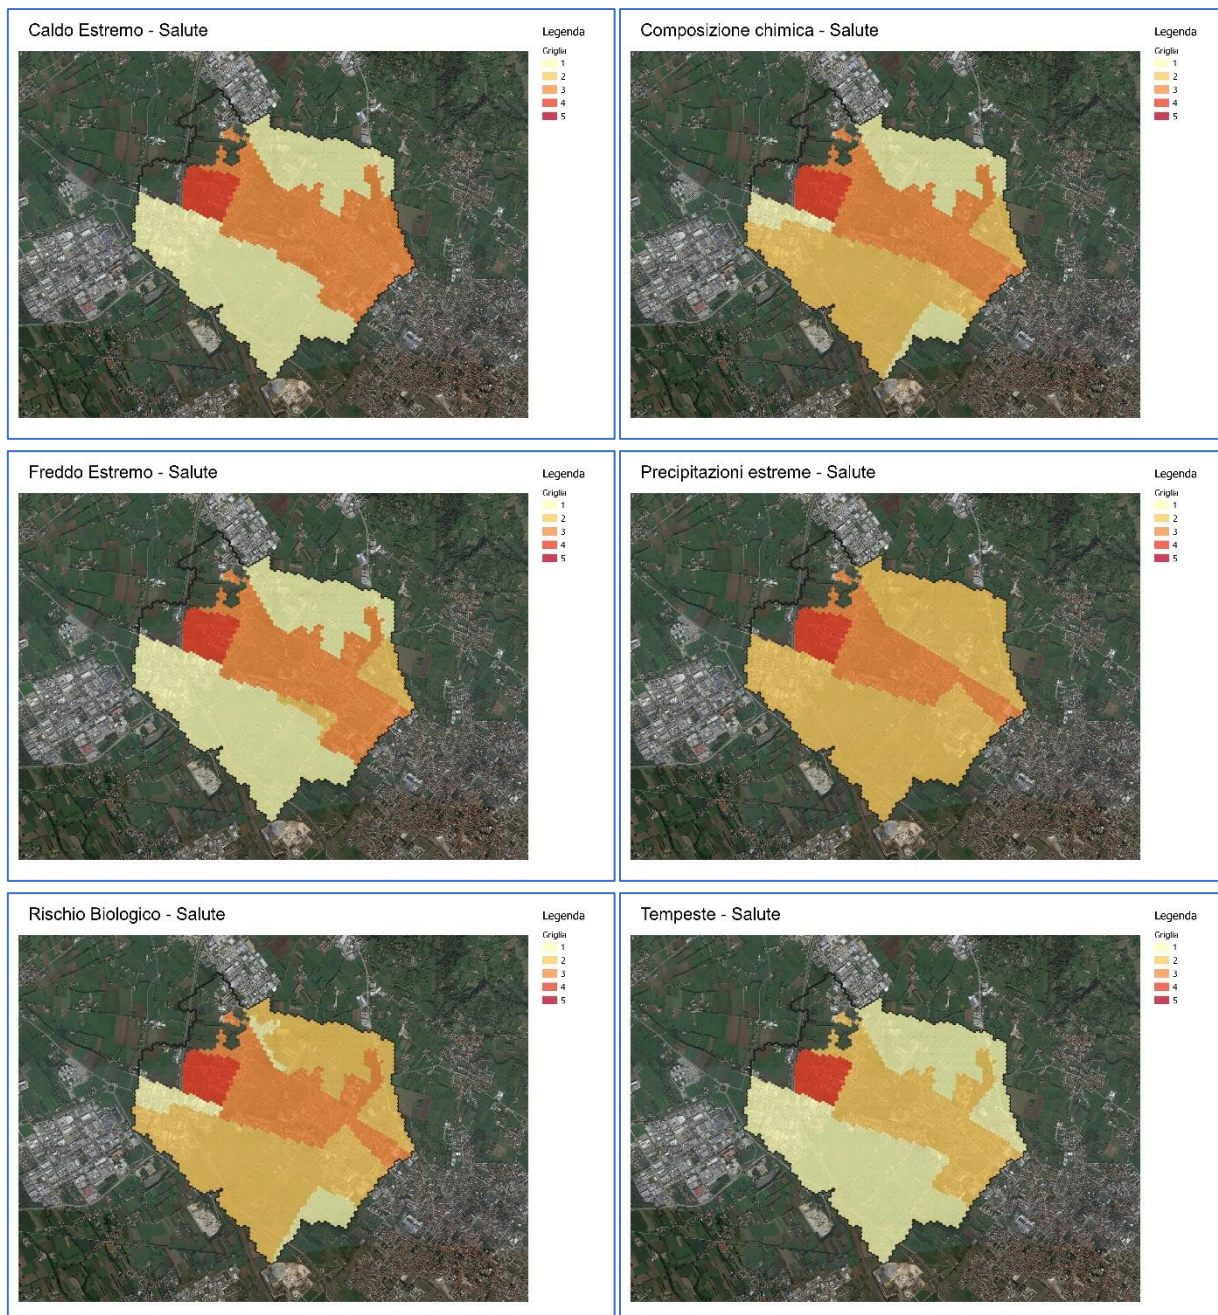 Caldo Estremo - Salute
Legenda
Griglia
1
2
3
4
5
Composizione chimica - Salute
Legenda
Griglia
1
2
3
4
5
Freddo Estremo - Salute
Legenda
Griglia
1
2
3
4
5
Precipitazioni estreme - Salute
Legenda
Griglia
1
2
3
4
5
Rischio Biologico - Salute
Legenda
Griglia
1
2
3
4
5
Tempeste - Salute
Legenda
Griglia
1
2
3
4
5